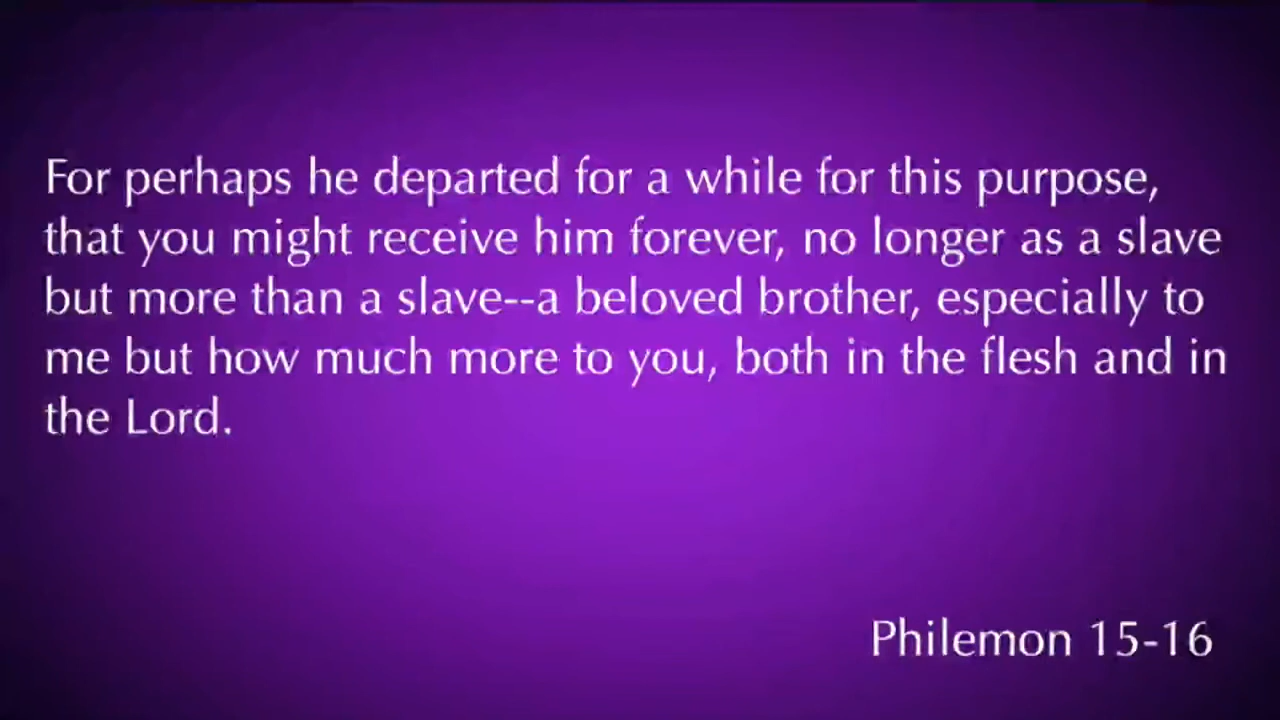 For perhaps he departed for a while for this purpose,
that you might receive him forever, no longer as a slave
but more than a slave--a beloved brother, especially to
me but how much more to you, both in the flesh and in
the Lord.
Philemon 15-16